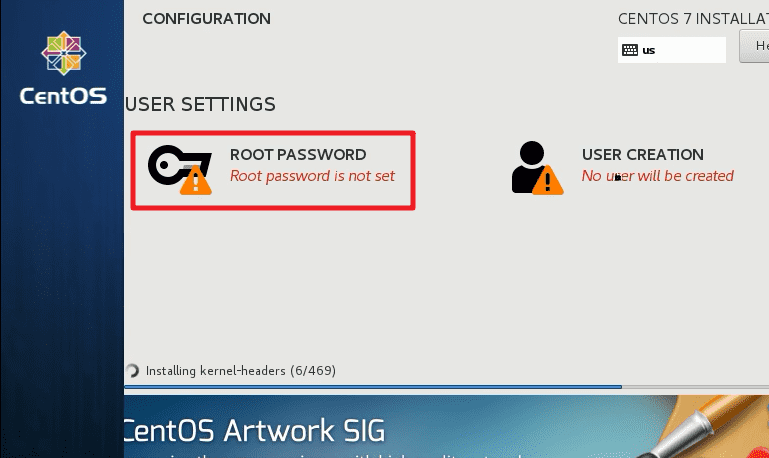 CONFIGURATION
CENTOS 7 INSTALLAT
us
He
CentOS
USER SETTINGS
ROOT PASSWORD
Root password is not set
USER CREATION
No user will be created
Installing kernel-headers (6/469)
CentOS Artwork SIG